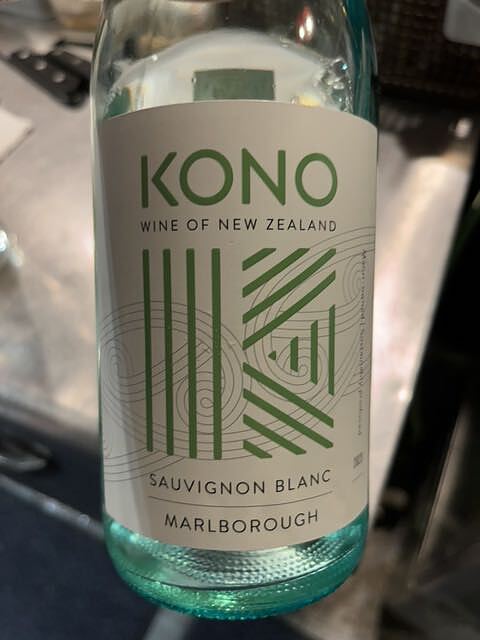 KONO
WINE OF NEW ZEALAND
SAUVIGNON BLANC
MARLBOROUGH